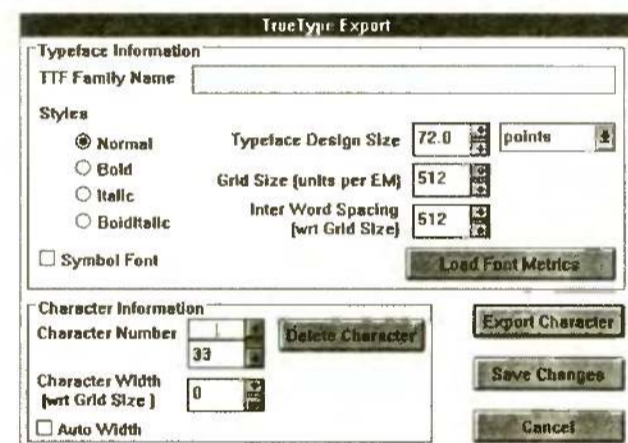 TrueType Export
Typeface Information
TTF Family Name
Styles
Normal
Bold
Italic
BoldItalic
Typeface Design Size 72.0 points
Grid Size (units per EM) 512
Inter Word Spacing 512
(wrt Grid Size)
Symbol Font
Load Font Metrics
Character Information
Character Number
33
Delete Character
Character Width 0
(wrt Grid Size )
Auto Width
Export Character
Save Changes
Cancel